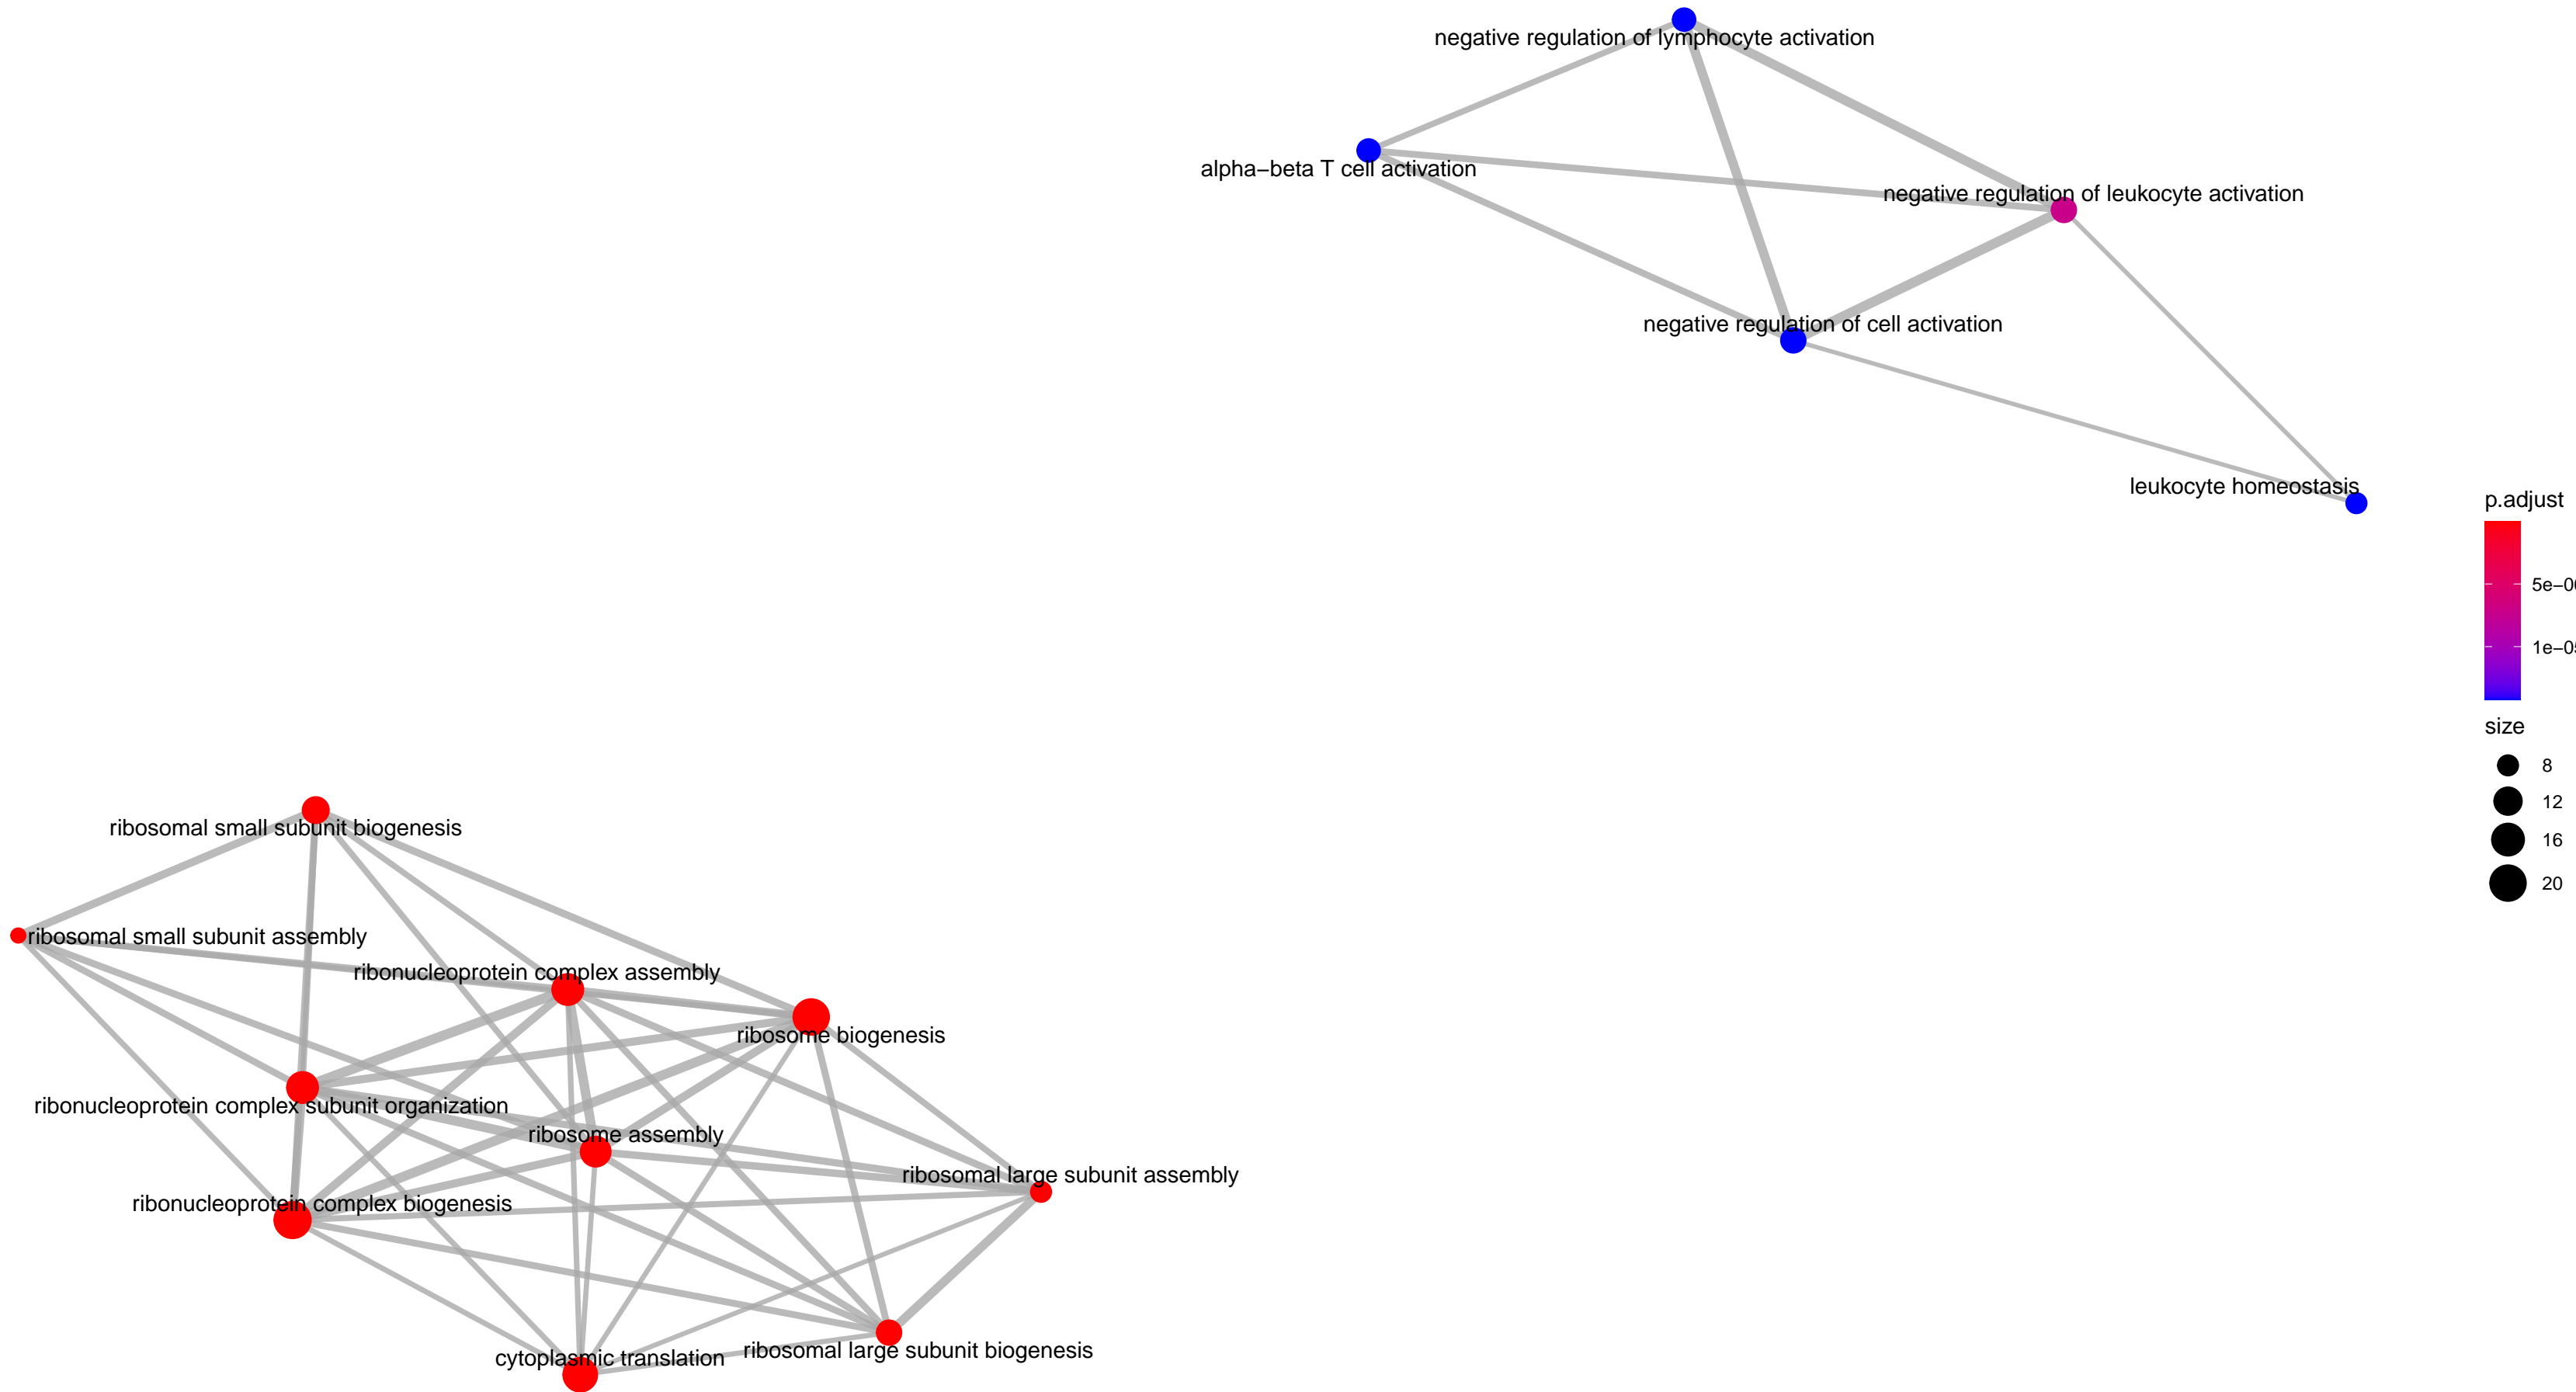 negative regulation of lymphocyte activation
alpha−beta T cell activation
negative regulation of leukocyte activation
negative regulation of cell activation
leukocyte homeostasis
p.adjust
1e−05
size
8
12
16
20
ribosomal small subunit biogenesis
ribosomal small subunit assembly
ribonucleoprotein complex assembly
ribosome biogenesis
ribonucleoprotein complex subunit organization
ribosome assembly
ribosomal large subunit assembly
ribonucleoprotein complex biogenesis
cytoplasmic translation
ribosomal large subunit biogenesis